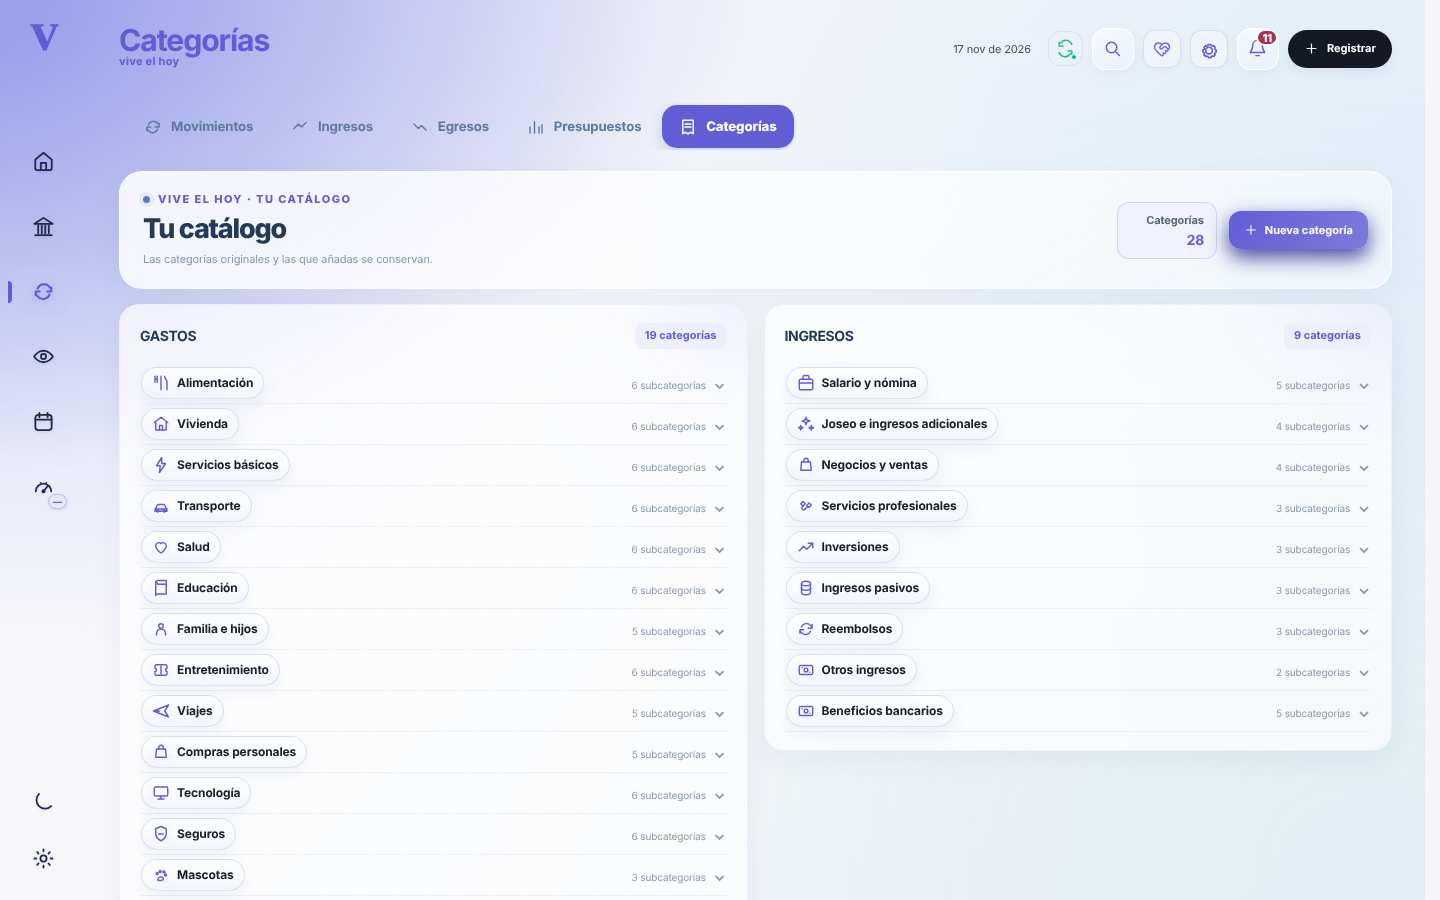 V
Categorías
vive el hoy
17 nov de 2026
11
Registrar
Movimientos
Ingresos
Egresos
Presupuestos
Categorías
VIVE EL HOY · TU CATÁLOGO
Tu catálogo
Las categorías originales y las que añadas se conservan.
Categorías
28
Nueva categoría
GASTOS
19 categorías
Alimentación
6 subcategorías
Vivienda
6 subcategorías
Servicios básicos
6 subcategorías
Transporte
6 subcategorías
Salud
6 subcategorías
Educación
6 subcategorías
Familia e hijos
5 subcategorías
Entretenimiento
6 subcategorías
Viajes
5 subcategorías
Compras personales
5 subcategorías
Tecnología
6 subcategorías
Seguros
6 subcategorías
Mascotas
3 subcategorías
INGRESOS
9 categorías
Salario y nómina
5 subcategorías
Joseo e ingresos adicionales
4 subcategorías
Negocios y ventas
4 subcategorías
Servicios profesionales
3 subcategorías
Inversiones
3 subcategorías
Ingresos pasivos
3 subcategorías
Reembolsos
3 subcategorías
Otros ingresos
2 subcategorías
Beneficios bancarios
5 subcategorías